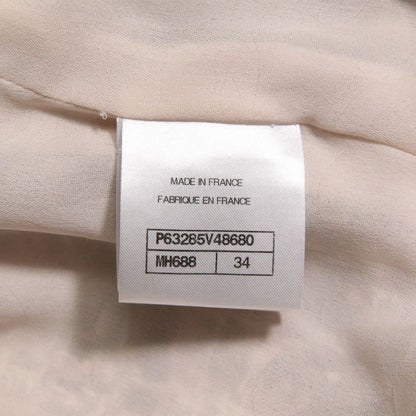 MADE IN FRANCE
FABRIQUE EN FRANCE
P63285V48680
MH688 34